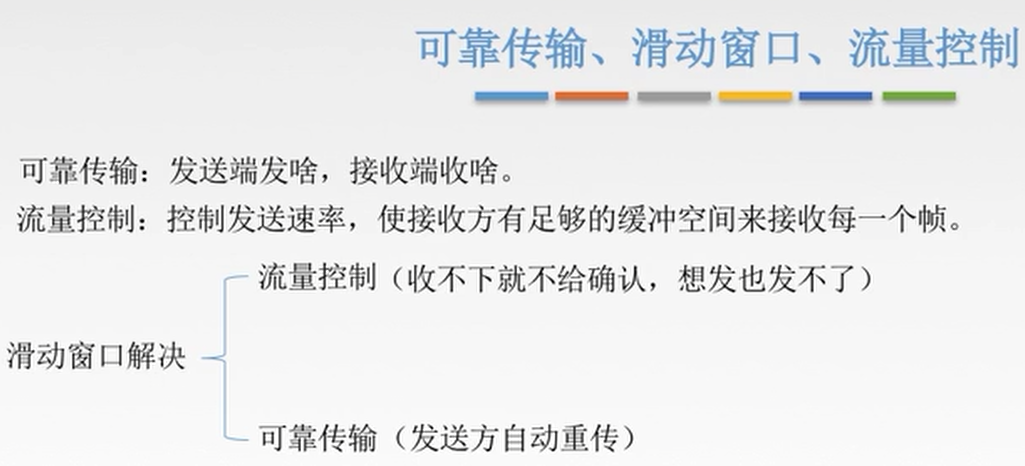 可靠传输、滑动窗口、流量控制
可靠传输：发送端发啥，接收端收啥。
流量控制：控制发送速率，使接收方有足够的缓冲空间来接收每一个帧。
流量控制（收不下就不给确认，想发也发不了）
滑动窗口解决
可靠传输（发送方自动重传）